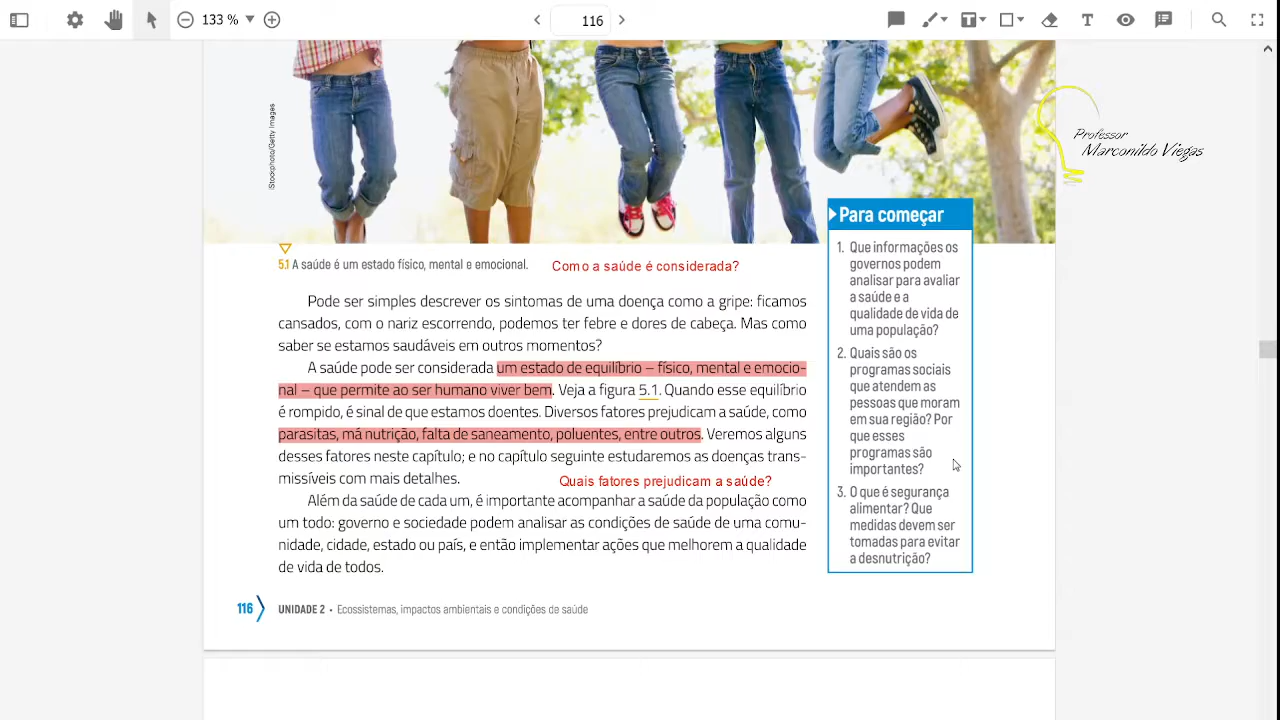 133 %
116
iStockphoto/Getty Images
Professor
Marconildo Viegas
5.1 A saúde é um estado físico, mental e emocional.
Como a saúde é considerada?
Pode ser simples descrever os sintomas de uma doença como a gripe: ficamos
cansados, com o nariz escorrendo, podemos ter febre e dores de cabeça. Mas como
saber se estamos saudáveis em outros momentos?
A saúde pode ser considerada um estado de equilíbrio – físico, mental e emocio-
nal – que permite ao ser humano viver bem. Veja a figura 5.1. Quando esse equilíbrio
é rompido, é sinal de que estamos doentes. Diversos fatores prejudicam a saúde, como
parasitas, má nutrição, falta de saneamento, poluentes, entre outros. Veremos alguns
desses fatores neste capítulo; e no capítulo seguinte estudaremos as doenças trans-
missíveis com mais detalhes.
Quais fatores prejudicam a saúde?
Além da saúde de cada um, é importante acompanhar a saúde da população como
um todo: governo e sociedade podem analisar as condições de saúde de uma comu-
nidade, cidade, estado ou país, e então implementar ações que melhorem a qualidade
de vida de todos.
Para começar
1. Que informações os
governos podem
analisar para avaliar
a saúde e a
qualidade de vida de
uma população?
2. Quais são os
programas sociais
que atendem as
pessoas que moram
em sua região? Por
que esses
programas são
importantes?
3. O que é segurança
alimentar? Que
medidas devem ser
tomadas para evitar
a desnutrição?
116 UNIDADE 2 • Ecossistemas, impactos ambientais e condições de saúde